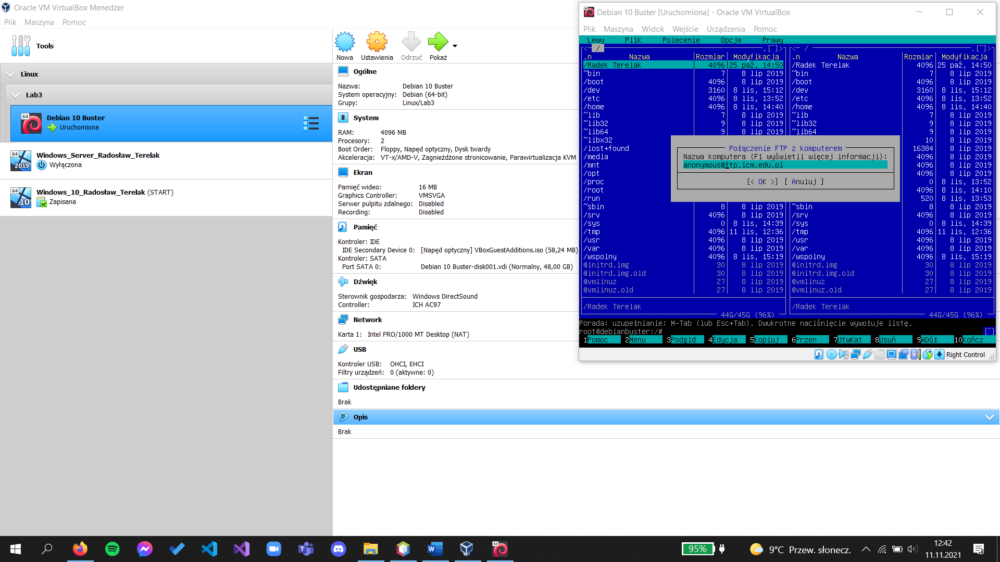 Oracle VM VirtualBox Menedżer
Plik Maszyna Pomoc
Tools
Linux
Lab3
64
Debian 10 Buster
Uruchomiona
64
2019
Windows_Server_Radosław_Terelak
Wyłączona
64
10
Windows_10_Radosław_Terelak (START)
Zapisana
Nowa Ustawienia Odrzuć Pokaż
Ogólne
Nazwa: Debian 10 Buster
System operacyjny: Debian (64-bit)
Grupy: Linux/Lab3
System
RAM: 4096 MB
Procesory: 2
Boot Order: Floppy, Napęd optyczny, Dysk twardy
Akceleracja: VT-x/AMD-V, Zagnieżdżone stronicowanie, Parawirtualizacja KVM
Ekran
Pamięć wideo: 16 MB
Graphics Controller: VMSVGA
Serwer pulpitu zdalnego: Disabled
Recording: Disabled
Pamięć
Kontroler: IDE
IDE Secondary Device 0: [Napęd optyczny] VBoxGuestAdditions.iso (58,24 MB)
Kontroler: SATA
Port SATA 0: Debian 10 Buster-disk001.vdi (Normalny, 48,00 GB)
Dźwięk
Sterownik gospodarza: Windows DirectSound
Controller: ICH AC97
Network
Karta 1: Intel PRO/1000 MT Desktop (NAT)
USB
Kontroler USB: OHCI, EHCI
Filtry urządzeń: 0 (aktywne: 0)
Udostępniane foldery
Brak
Opis
Brak
Debian 10 Buster [Uruchomiona] - Oracle VM VirtualBox
Plik Maszyna Widok Wejście Urządzenia Pomoc
Lewy Plik Polecenie Opcje Prawy
<- / .[^]> <- / .[^]>
.n Nazwa Rozmiar Modyfikacja .n Nazwa Rozmiar Modyfikacja
/Radek Terelak 4096 25 paź, 14:50 /Radek Terelak 4096 25 paź, 14:50
~bin 7 8 lip 2019 ~bin 7 8 lip 2019
/boot 4096 8 lip 2019 /boot 4096 8 lip 2019
/dev 3160 8 lis, 15:12 /dev 3160 8 lis, 15:12
/etc 4096 8 lis, 13:52 /etc 4096 8 lis, 13:52
/home 4096 8 lis, 14:40 /home 4096 8 lis, 14:40
~lib 7 8 lip 2019 ~lib 7 8 lip 2019
~lib32 9 8 lip 2019 ~lib32 9 8 lip 2019
~lib64 9 8 lip 2019 ~lib64 9 8 lip 2019
~libx32 10 8 lip 2019
/lost+found 16384 8 lip 2019
/media 4096 8 lip 2019
/mnt 4096 8 lip 2019
/opt 4096 8 lip 2019
/proc 0 8 lis, 13:52
/root 4096 8 lis, 14:10
/run 520 8 lis, 13:53
Połączenie FTP z komputerem
Nazwa komputera (F1 wyświetli więcej informacji):
anonymous@ftp.icm.edu.pl
[< OK >] [ Anuluj ]
~sbin 8 8 lip 2019 ~sbin 8 8 lip 2019
/srv 4096 8 lip 2019 /srv 4096 8 lip 2019
/sys 0 8 lis, 14:39 /sys 0 8 lis, 14:39
/tmp 4096 11 lis, 12:36 /tmp 4096 11 lis, 12:36
/usr 4096 8 lip 2019 /usr 4096 8 lip 2019
/var 4096 8 lip 2019 /var 4096 8 lip 2019
/wspolny 4096 8 lis, 15:19 /wspolny 4096 8 lis, 15:19
@initrd.img 30 8 lip 2019 @initrd.img 30 8 lip 2019
@initrd.img.old 30 8 lip 2019 @initrd.img.old 30 8 lip 2019
@vmlinuz 27 8 lip 2019 @vmlinuz 27 8 lip 2019
@vmlinuz.old 27 8 lip 2019 @vmlinuz.old 27 8 lip 2019
/Radek Terelak /Radek Terelak
44G/45G (96%) 44G/45G (96%)
Porada: uzupełnianie: M-Tab (lub Esc+Tab). Dwukrotne naciśnięcie wywołuje listę.
root@debianbuster:/# [^]
1Pomoc 2Menu 3Podgld 4Edycja 5Kopiuj 6Przen 7UtwKat 8Usuń 9WDół 10Kończ
Right Control
95%
9°C Przew. słonecz.
12:42
11.11.2021